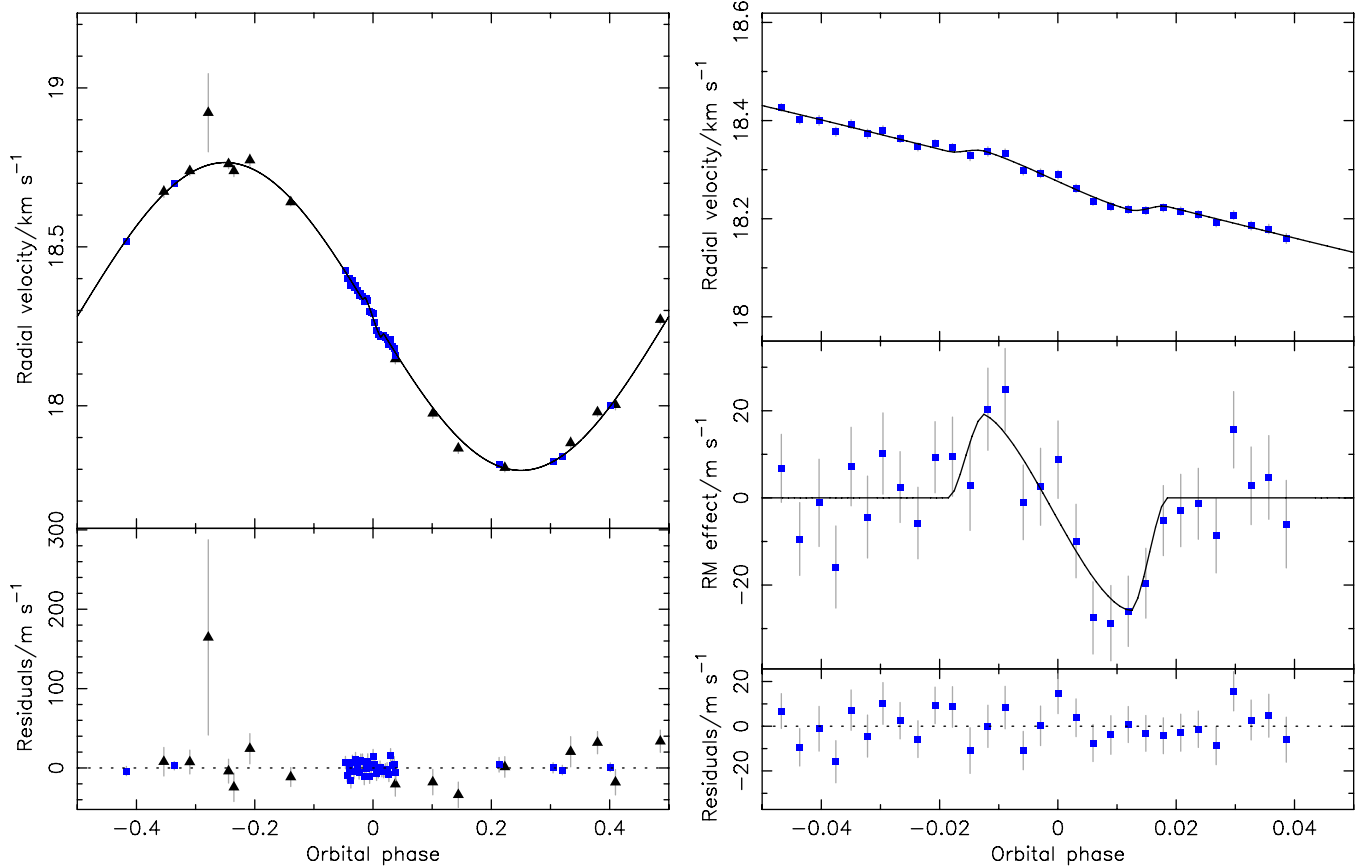 Radial velocity/km s⁻¹
19
18.5
18
Residuals/m s⁻¹
300
200
100
0
−0.4 −0.2 0 0.2 0.4
Orbital phase
Radial velocity/km s⁻¹
18.6
18.4
18.2
18
RM effect/m s⁻¹
20
0
−20
Residuals/m s⁻¹
20
0
−20
−0.04 −0.02 0 0.02 0.04
Orbital phase